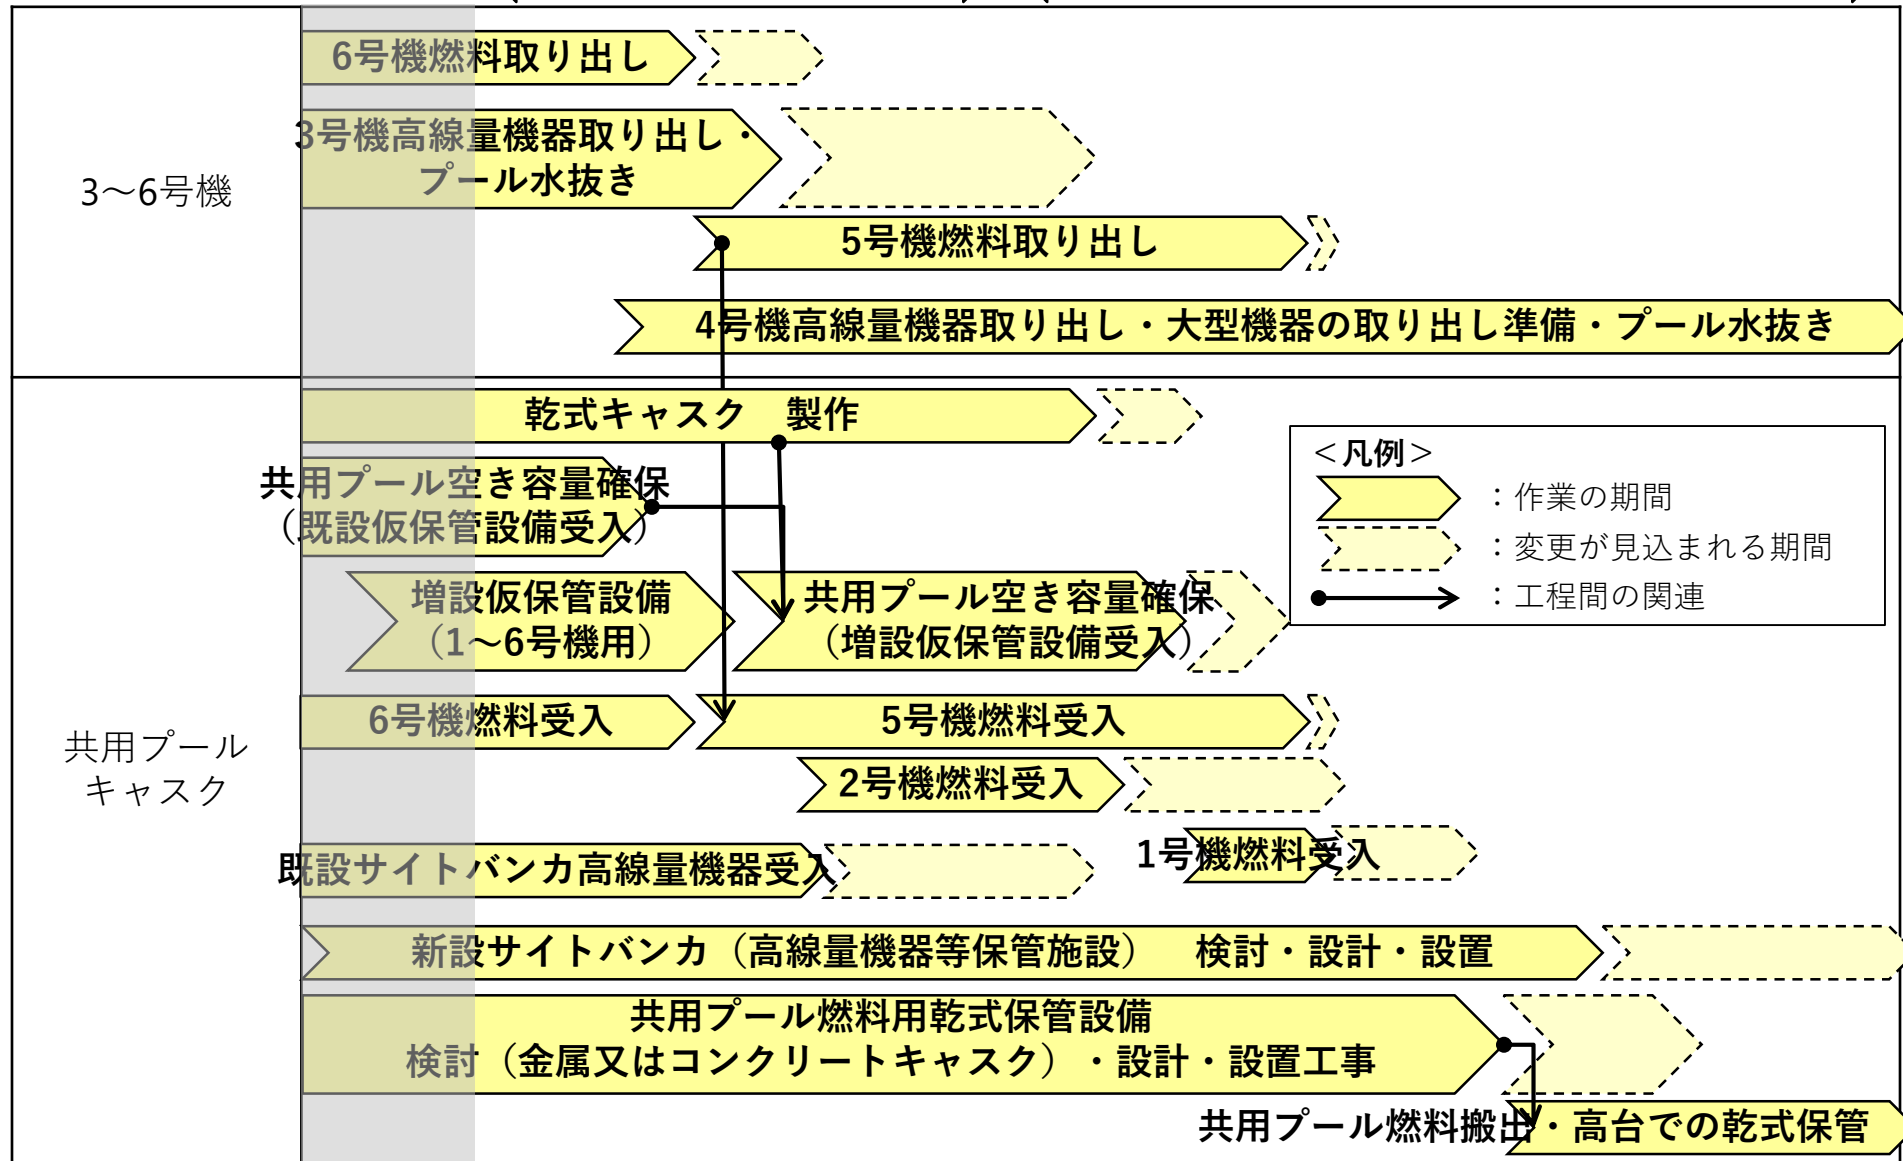 3～6号機
6号機燃料取り出し
3号機高線量機器取り出し・
プール水抜き
5号機燃料取り出し
4号機高線量機器取り出し・大型機器の取り出し準備・プール水抜き
共用プール
キャスク
乾式キャスク　製作
共用プール空き容量確保
（既設仮保管設備受入）
増設仮保管設備
（1～6号機用）
共用プール空き容量確保
（増設仮保管設備受入）
6号機燃料受入
5号機燃料受入
2号機燃料受入
1号機燃料受入
既設サイトバンカ高線量機器受入
新設サイトバンカ（高線量機器等保管施設）　検討・設計・設置
共用プール燃料用乾式保管設備
検討（金属又はコンクリートキャスク）・設計・設置工事
共用プール燃料搬出・高台での乾式保管
＜凡例＞
：作業の期間
：変更が見込まれる期間
：工程間の関連